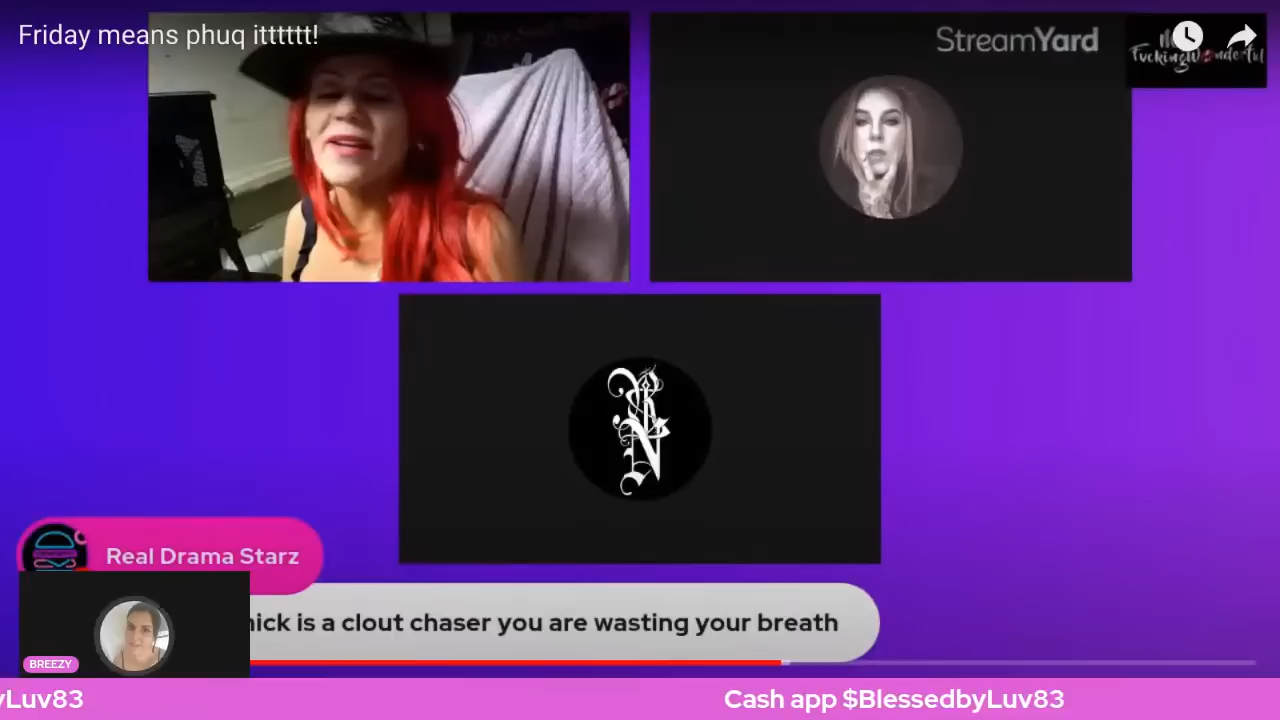 Friday means phuq itttttt!
StreamYard
Real Drama Starz
is a clout chaser you are wasting your breath
BREEZY
yLuv83
Cash app $BlessedbyLuv83